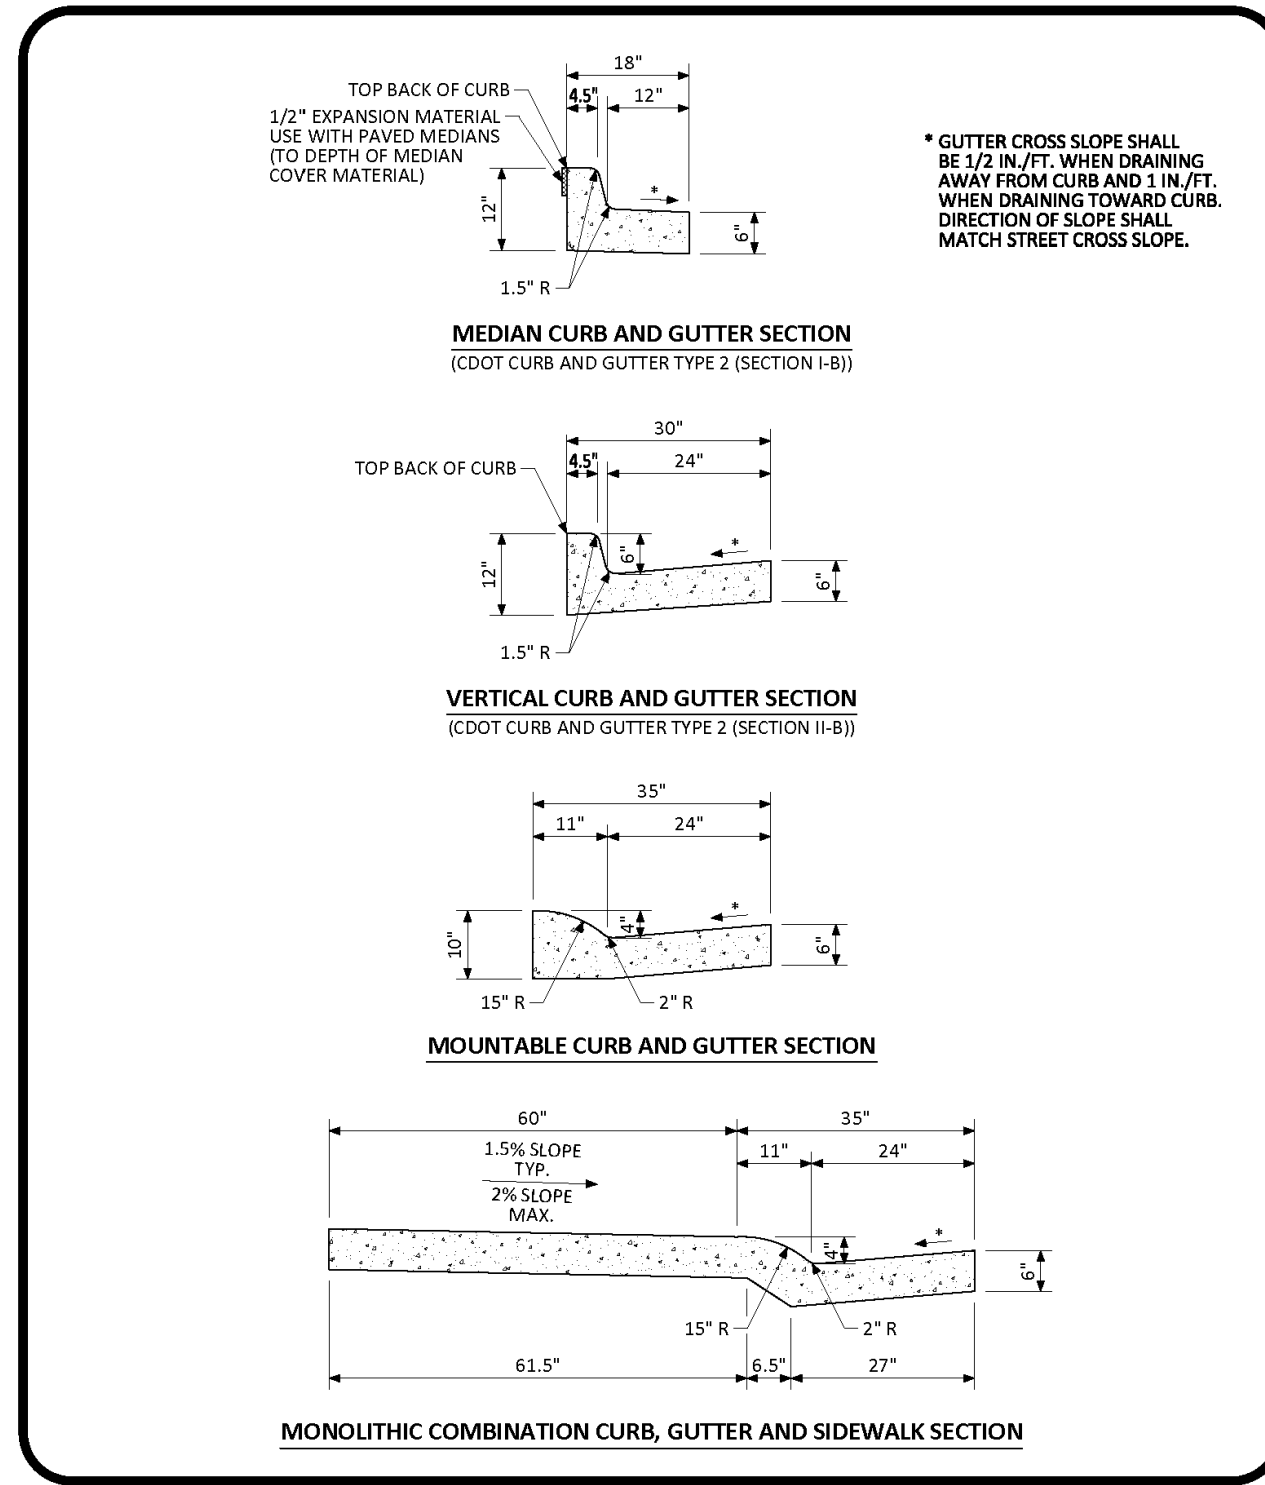 18"
TOP BACK OF CURB
4.5"
12"
1/2" EXPANSION MATERIAL
USE WITH PAVED MEDIANS
(TO DEPTH OF MEDIAN
COVER MATERIAL)
* GUTTER CROSS SLOPE SHALL
BE 1/2 IN./FT. WHEN DRAINING
AWAY FROM CURB AND 1 IN./FT.
WHEN DRAINING TOWARD CURB.
DIRECTION OF SLOPE SHALL
MATCH STREET CROSS SLOPE.
*
12"
6"
1.5" R
MEDIAN CURB AND GUTTER SECTION
(CDOT CURB AND GUTTER TYPE 2 (SECTION I-B))
30"
4.5"
24"
TOP BACK OF CURB
*
12"
6"
6"
1.5" R
VERTICAL CURB AND GUTTER SECTION
(CDOT CURB AND GUTTER TYPE 2 (SECTION II-B))
35"
11"
24"
*
10"
4"
6"
15" R
2" R
MOUNTABLE CURB AND GUTTER SECTION
60"
35"
1.5% SLOPE
TYP.
2% SLOPE
MAX.
11"
24"
*
4"
6"
15" R
2" R
61.5"
6.5"
27"
MONOLITHIC COMBINATION CURB, GUTTER AND SIDEWALK SECTION